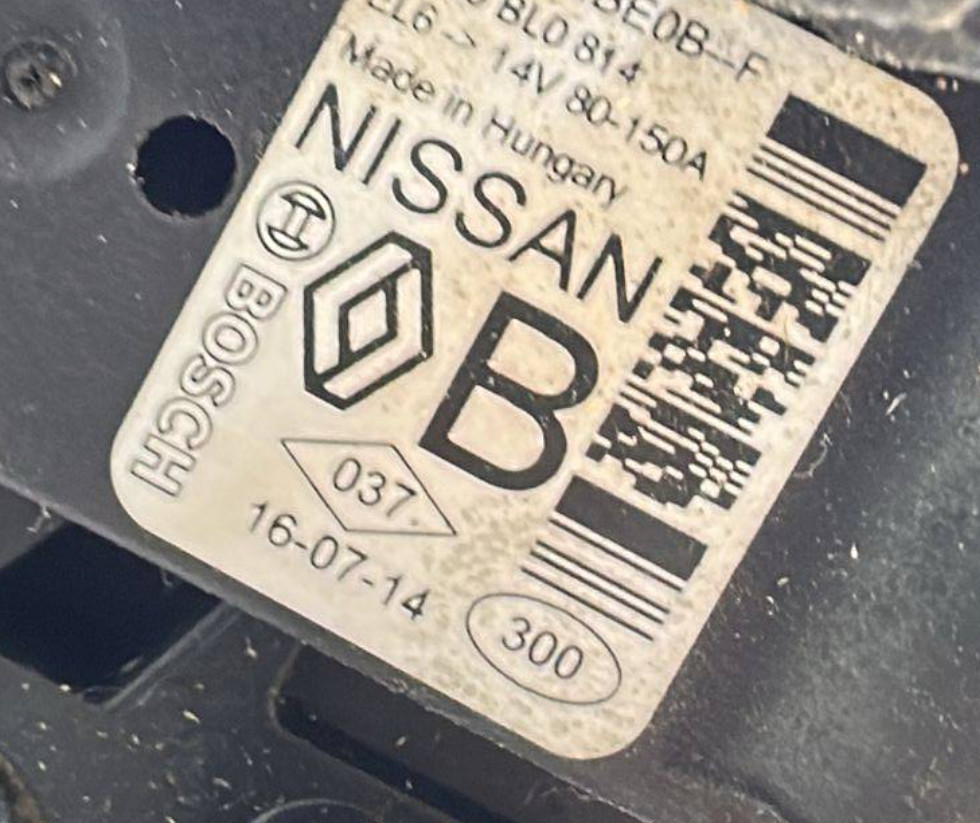 BL0 814
14V 80-150A
Made in Hungary
NISSAN
BOSCH
B
037
16-07-14
300